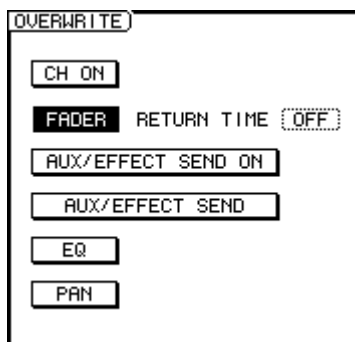 OVERWRITE
CH ON
FADER RETURN TIME OFF
AUX/EFFECT SEND ON
AUX/EFFECT SEND
EQ
PAN